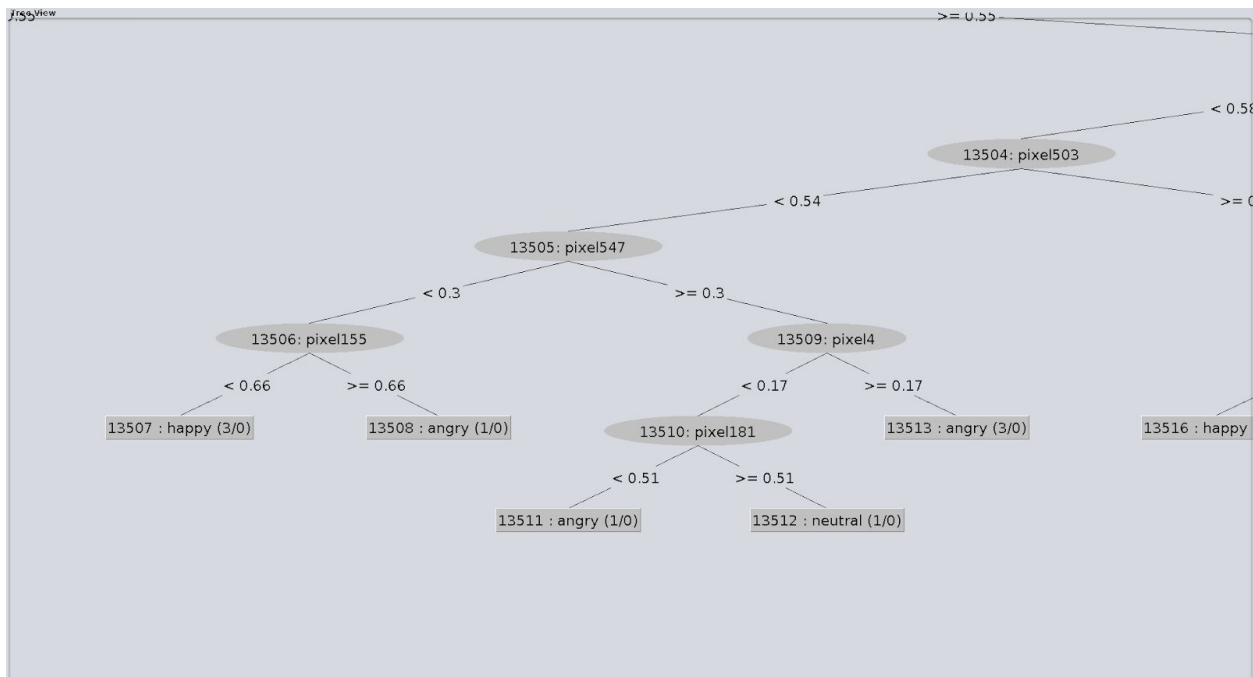 Tree View
>= 0.55
< 0.58
13504: pixel503
< 0.54
13505: pixel547
< 0.3 >= 0.3
13506: pixel155 13509: pixel4
< 0.66 >= 0.66 < 0.17 >= 0.17
13507 : happy (3/0) 13508 : angry (1/0) 13510: pixel181 13513 : angry (3/0) 13516 : happy
< 0.51 >= 0.51
13511 : angry (1/0) 13512 : neutral (1/0)